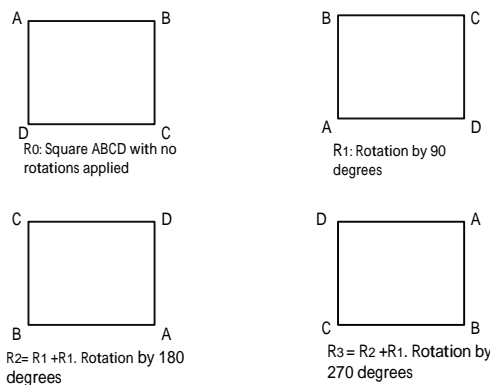 A B
D C
R0: Square ABCD with no
rotations applied
B C
A D
R1: Rotation by 90
degrees
C D
B A
R2= R1 +R1. Rotation by 180
degrees
D A
C B
R3 = R2 +R1. Rotation by
270 degrees